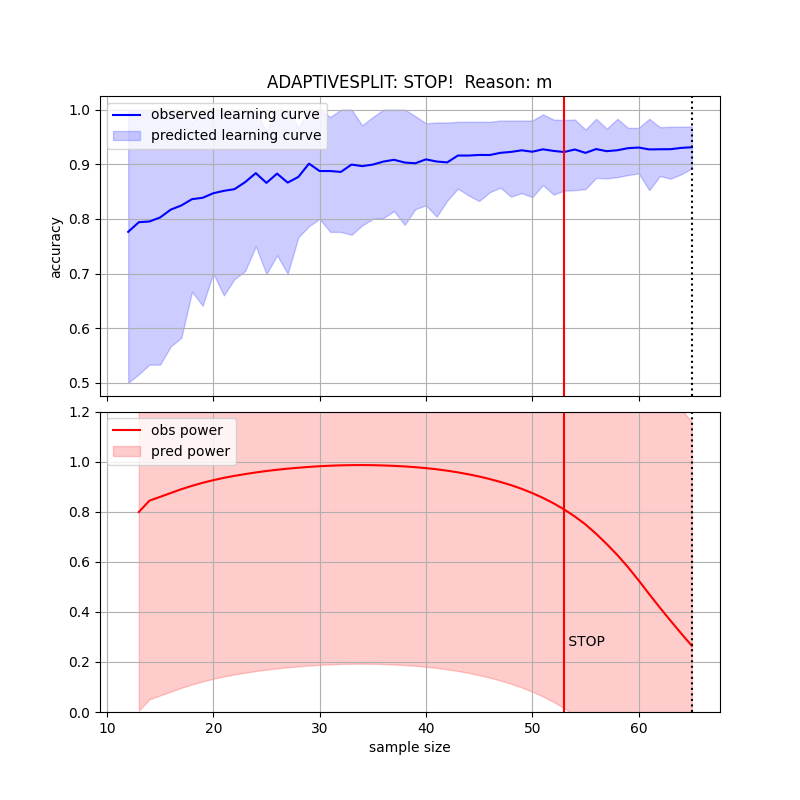 ADAPTIVESPLIT: STOP!  Reason: m
1.0
0.9
0.8
0.7
0.6
0.5
accuracy
observed learning curve
predicted learning curve
1.2
1.0
0.8
0.6
0.4
0.2
0.0
obs power
pred power
STOP
10 20 30 40 50 60
sample size